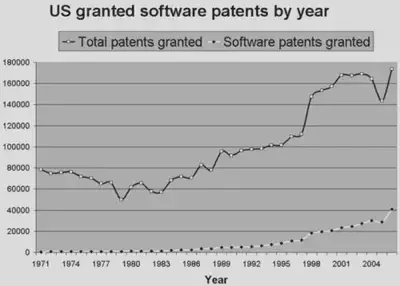 US granted software patents by year
Total patents granted Software patents granted
180000
160000
140000
120000
100000
80000
60000
40000
20000
0
1971 1974 1977 1980 1983 1986 1989 1992 1995 1998 2001 2004
Year